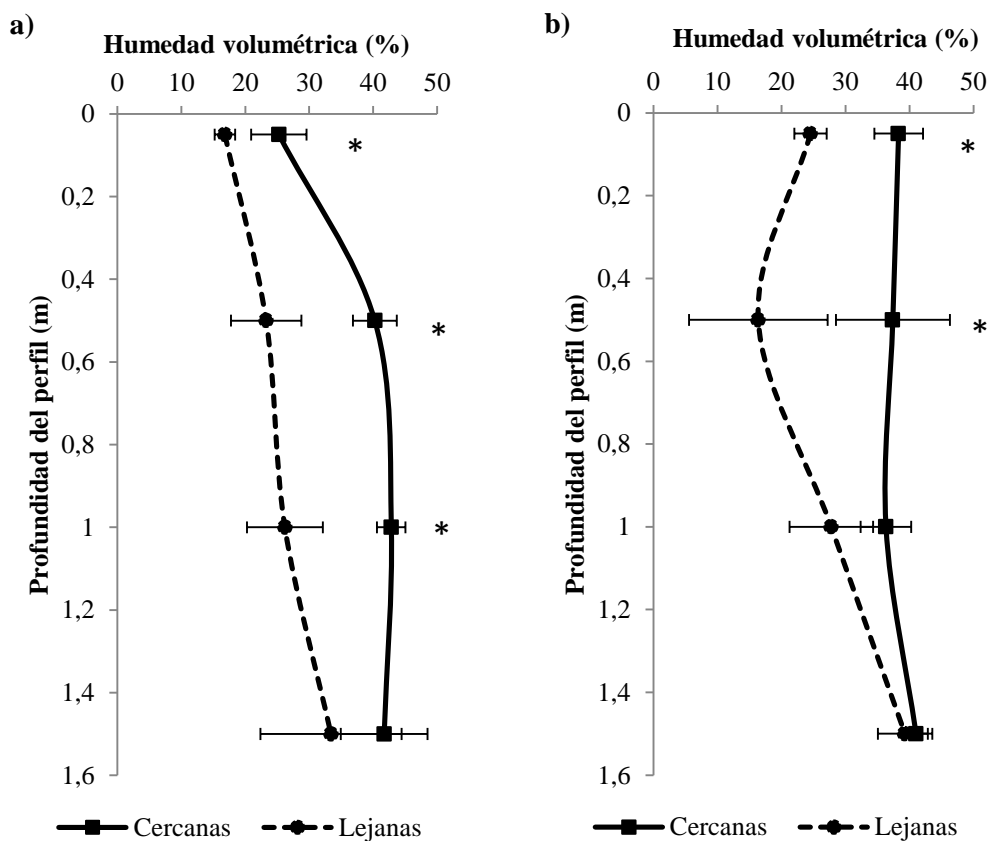 a)
Humedad volumétrica (%)
0 10 20 30 40 50
0
0,2
0,4
0,6
0,8
1
1,2
1,4
1,6
Profundidad del perfil (m)
*
*
*
Cercanas Lejanas
b)
Humedad volumétrica (%)
0 10 20 30 40 50
0
0,2
0,4
0,6
0,8
1
1,2
1,4
1,6
Profundidad del perfil (m)
*
*
Cercanas Lejanas